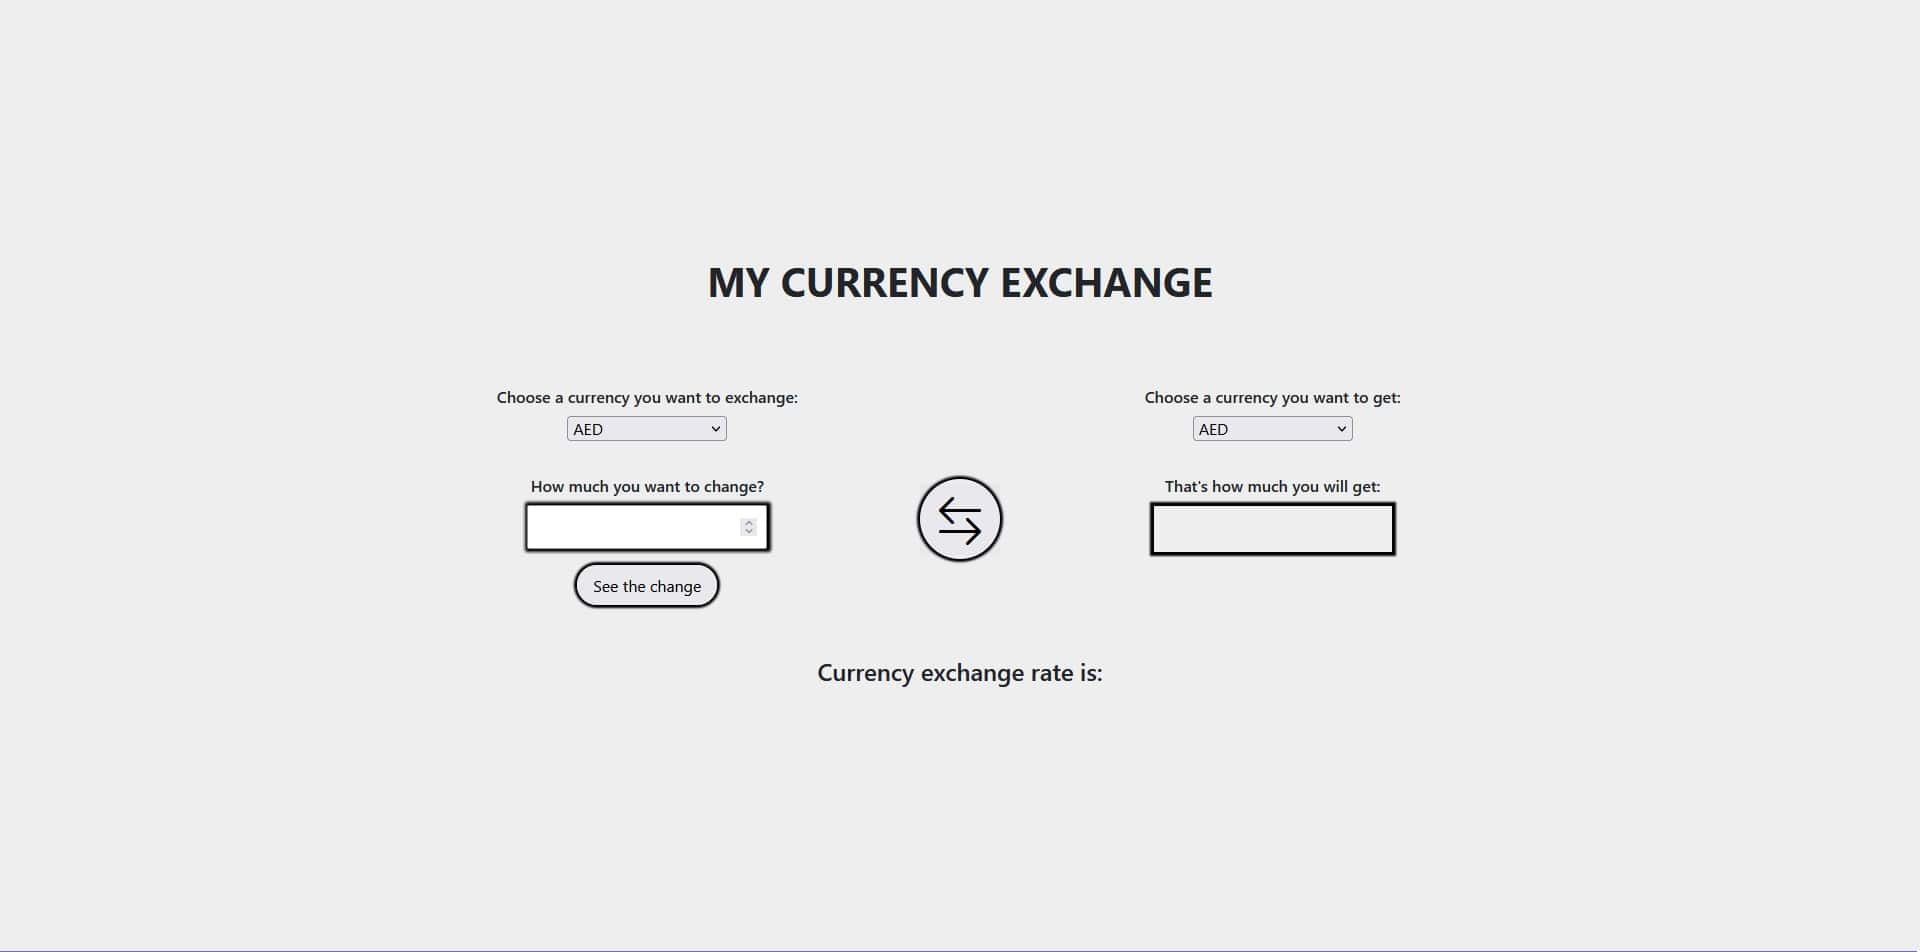 MY CURRENCY EXCHANGE
Choose a currency you want to exchange:
AED
Choose a currency you want to get:
AED
How much you want to change?
That's how much you will get:
See the change
Currency exchange rate is: